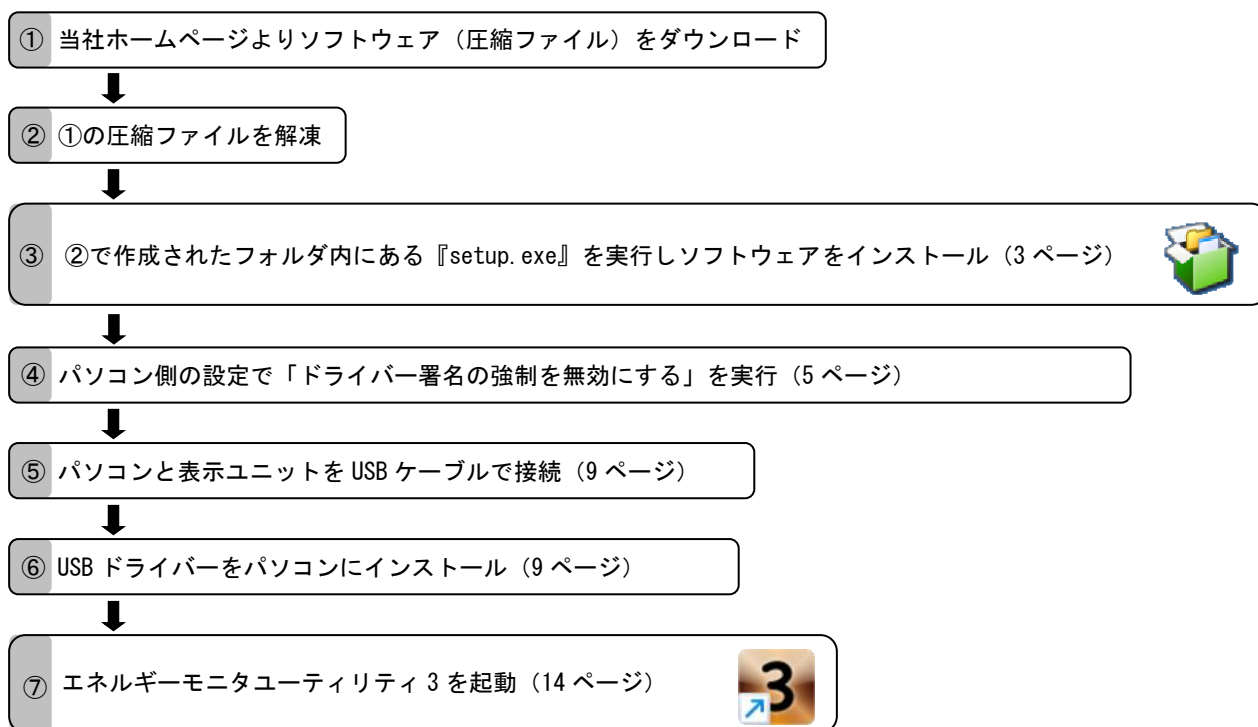 ① 当社ホームページよりソフトウェア（圧縮ファイル）をダウンロード
② ①の圧縮ファイルを解凍
③ ②で作成されたフォルダ内にある『setup.exe』を実行しソフトウェアをインストール（3 ページ）
④ パソコン側の設定で「ドライバー署名の強制を無効にする」を実行（5 ページ）
⑤ パソコンと表示ユニットを USB ケーブルで接続（9 ページ）
⑥ USB ドライバーをパソコンにインストール（9 ページ）
⑦ エネルギーモニタユーティリティ 3 を起動（14 ページ） 3